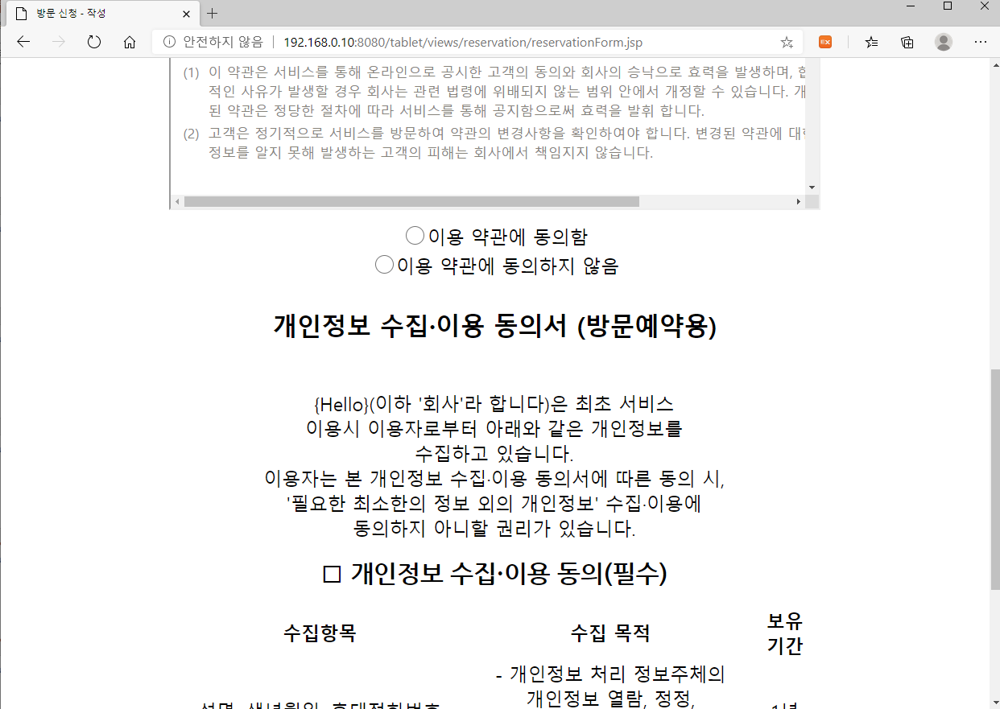 방문 신청 - 작성
안전하지 않음 | 192.168.0.10:8080/tablet/views/reservation/reservationForm.jsp
(1) 이 약관은 서비스를 통해 온라인으로 공시한 고객의 동의와 회사의 승낙으로 효력을 발생하며,
적인 사유가 발생할 경우 회사는 관련 법령에 위배되지 않는 범위 안에서 개정할 수 있습니다. 개
된 약관은 정당한 절차에 따라 서비스를 통해 공지함으로써 효력을 발휘 합니다.
(2) 고객은 정기적으로 서비스를 방문하여 약관의 변경사항을 확인하여야 합니다. 변경된 약관에
정보를 알지 못해 발생하는 고객의 피해는 회사에서 책임지지 않습니다.
이용 약관에 동의함
이용 약관에 동의하지 않음
개인정보 수집·이용 동의서 (방문예약용)
{Hello}(이하 '회사'라 합니다)은 최초 서비스
이용시 이용자로부터 아래와 같은 개인정보를
수집하고 있습니다.
이용자는 본 개인정보 수집·이용 동의서에 따른 동의 시,
'필요한 최소한의 정보 외의 개인정보' 수집·이용에
동의하지 아니할 권리가 있습니다.
□ 개인정보 수집·이용 동의(필수)
수집항목 수집 목적 보유
기간
- 개인정보 처리 정보주체의
개인정보 열람, 정정,